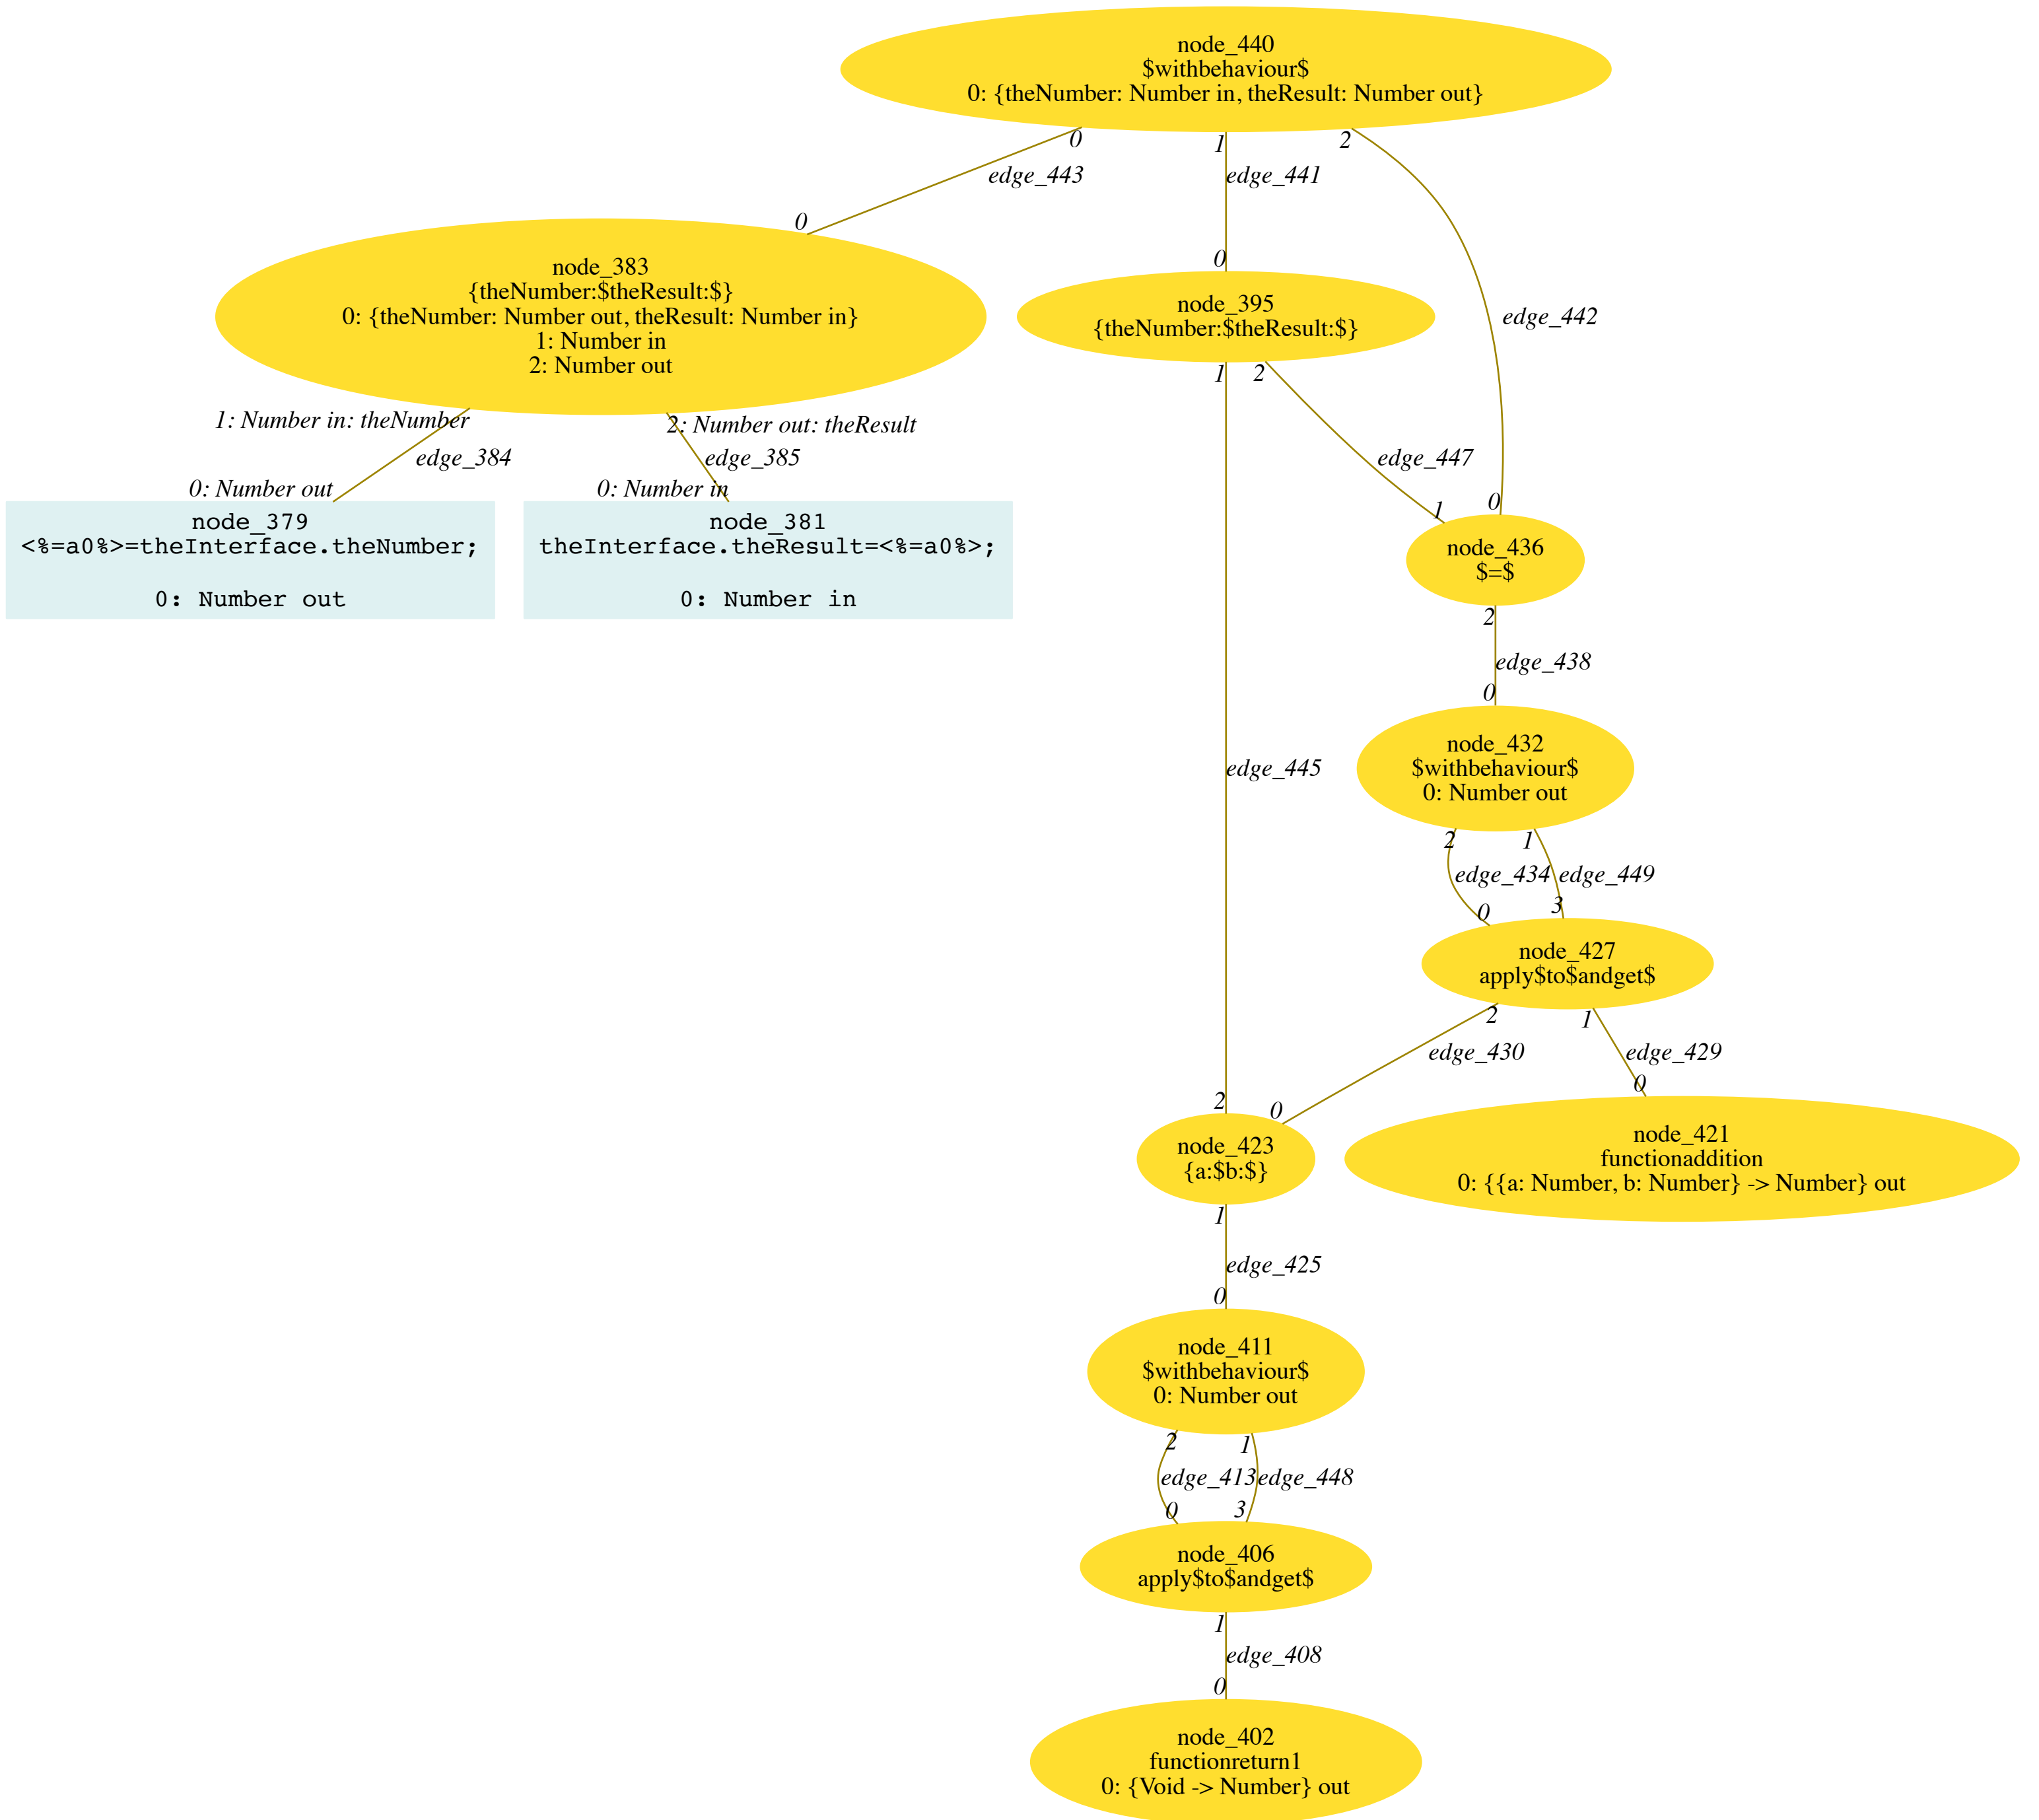 node_440
$withbehaviour$
0: {theNumber: Number in, theResult: Number out}
0
1
2
edge_443
edge_441
0
0
node_383
{theNumber:$theResult:$}
0: {theNumber: Number out, theResult: Number in}
1: Number in
2: Number out
node_395
{theNumber:$theResult:$}
edge_442
1
2
1: Number in: theNumber
2: Number out: theResult
edge_384
edge_385
edge_447
0: Number out
0: Number in
1
0
node_379
<%=a0%>=theInterface.theNumber;
0: Number out
node_381
theInterface.theResult=<%=a0%>;
0: Number in
node_436
$=$
2
edge_438
0
node_432
$withbehaviour$
0: Number out
edge_445
2
1
edge_434
edge_449
0
3
node_427
apply$to$andget$
2
1
edge_430
edge_429
2
0
0
node_423
{a:$b:$}
node_421
functionaddition
0: {{a: Number, b: Number} -> Number} out
1
edge_425
0
node_411
$withbehaviour$
0: Number out
2
1
edge_413
edge_448
0
3
node_406
apply$to$andget$
1
edge_408
0
node_402
functionreturn1
0: {Void -> Number} out